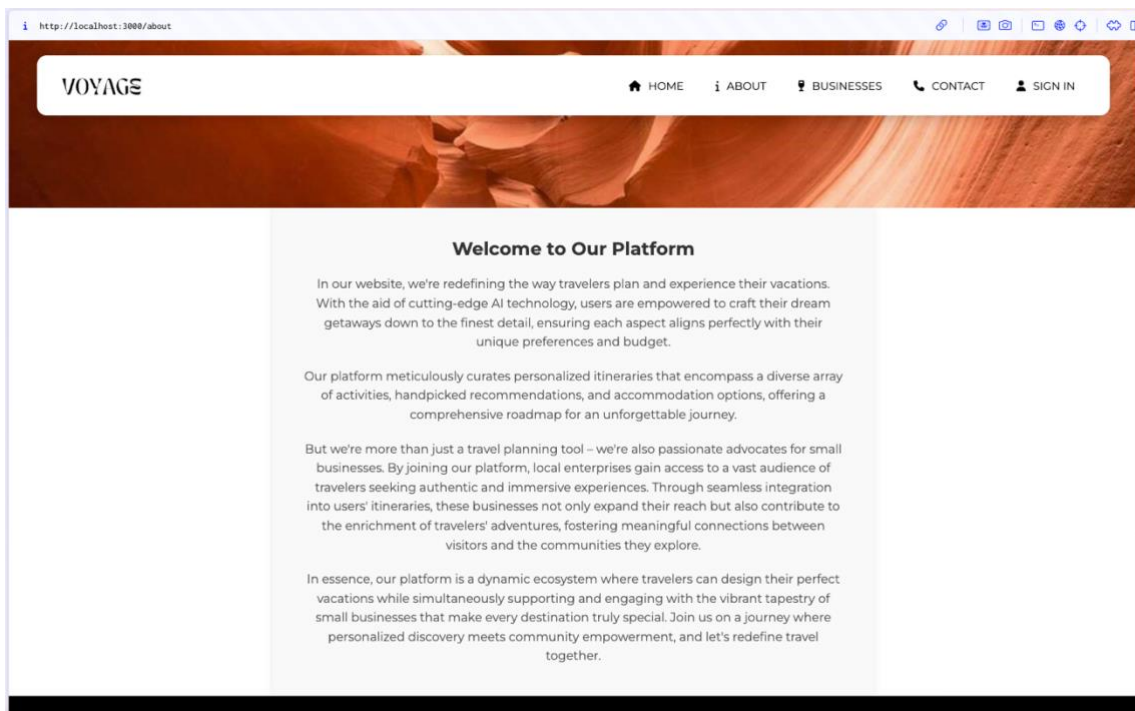 http://localhost:3000/about
VOYAGE
HOME
ABOUT
BUSINESSES
CONTACT
SIGN IN
Welcome to Our Platform
In our website, we're redefining the way travelers plan and experience their vacations.
With the aid of cutting-edge AI technology, users are empowered to craft their dream
getaways down to the finest detail, ensuring each aspect aligns perfectly with their
unique preferences and budget.
Our platform meticulously curates personalized itineraries that encompass a diverse array
of activities, handpicked recommendations, and accommodation options, offering a
comprehensive roadmap for an unforgettable journey.
But we're more than just a travel planning tool – we're also passionate advocates for small
businesses. By joining our platform, local enterprises gain access to a vast audience of
travelers seeking authentic and immersive experiences. Through seamless integration
into users' itineraries, these businesses not only expand their reach but also contribute to
the enrichment of travelers' adventures, fostering meaningful connections between
visitors and the communities they explore.
In essence, our platform is a dynamic ecosystem where travelers can design their perfect
vacations while simultaneously supporting and engaging with the vibrant tapestry of
small businesses that make every destination truly special. Join us on a journey where
personalized discovery meets community empowerment, and let's redefine travel
together.